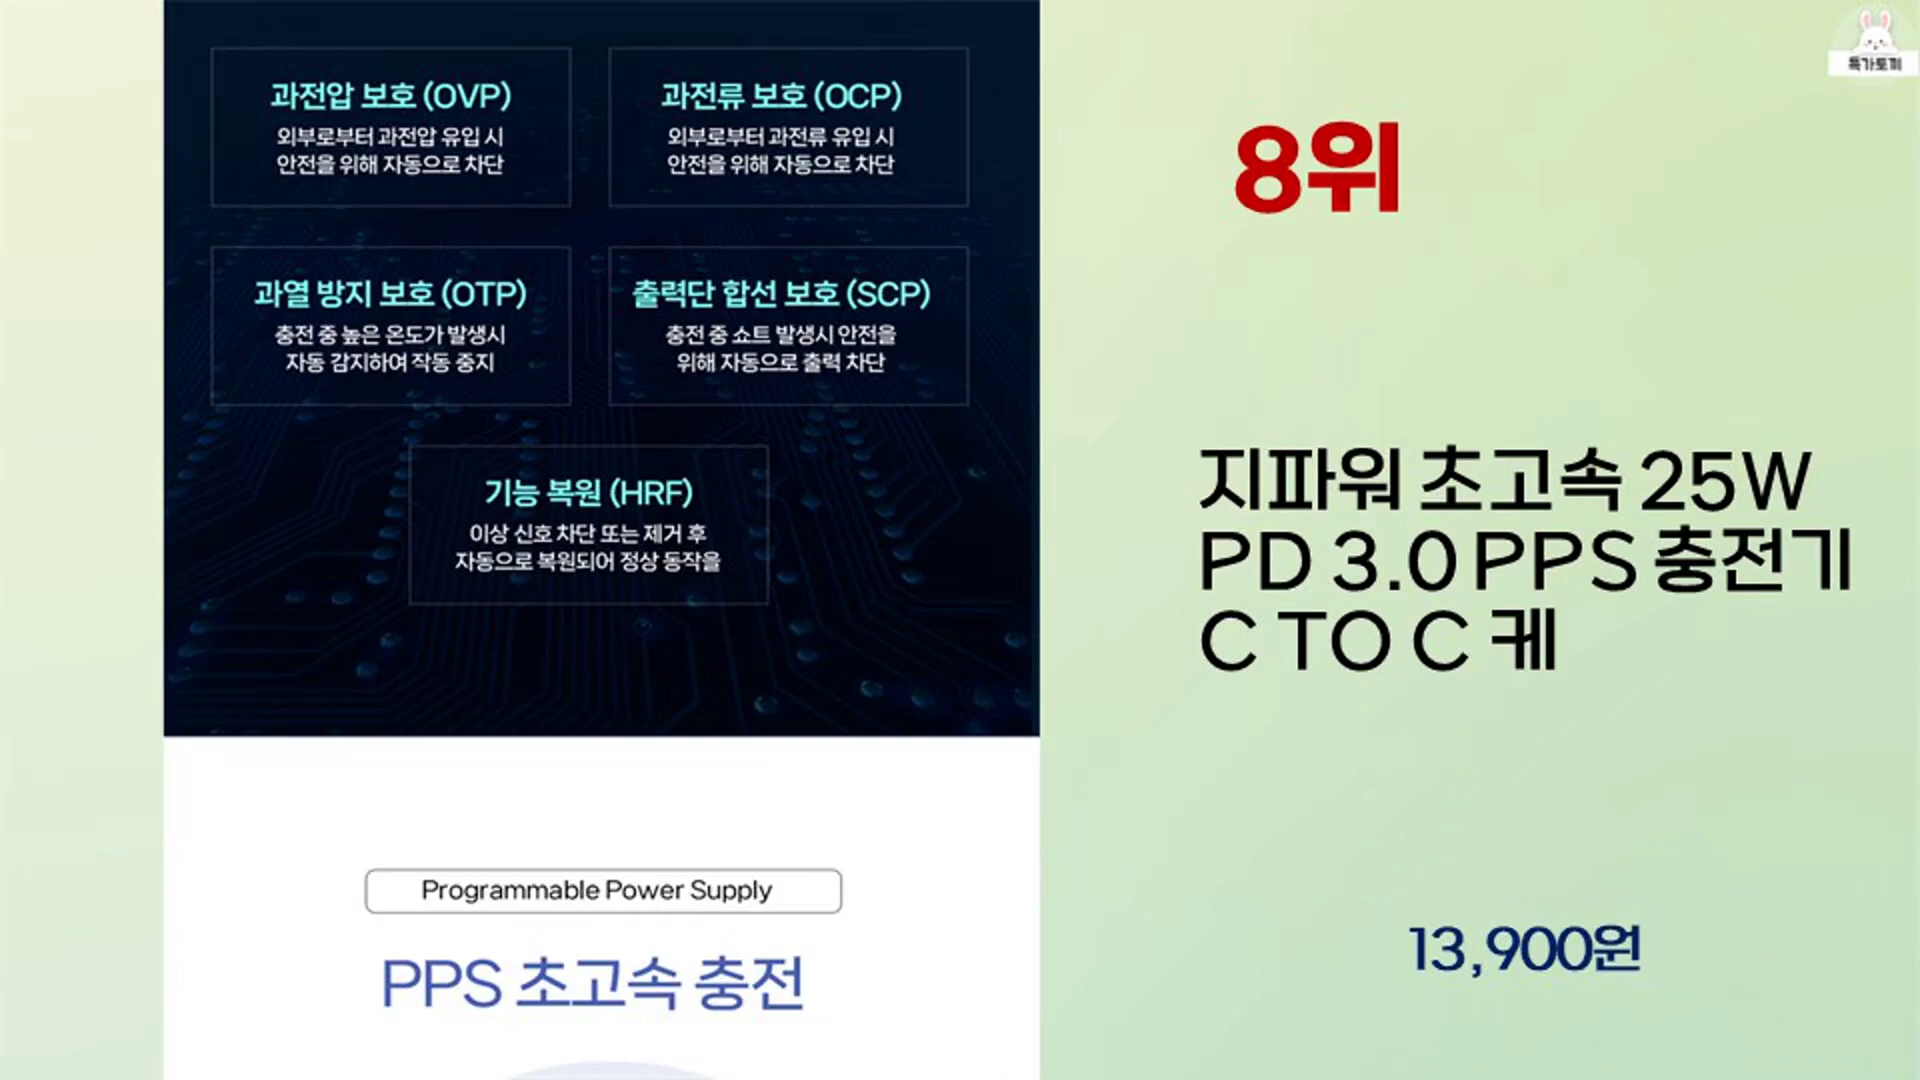 과전압 보호 (OVP)
외부로부터 과전압 유입 시
안전을 위해 자동으로 차단
과전류 보호 (OCP)
외부로부터 과전류 유입 시
안전을 위해 자동으로 차단
과열 방지 보호 (OTP)
충전 중 높은 온도가 발생시
자동 감지하여 작동 중지
출력단 합선 보호 (SCP)
충전 중 쇼트 발생시 안전을
위해 자동으로 출력 차단
기능 복원 (HRF)
이상 신호 차단 또는 제거 후
자동으로 복원되어 정상 동작을
Programmable Power Supply
PPS 초고속 충전
특가토끼
8위
지파워 초고속 25W
PD 3.0 PPS 충전기
C TO C 케
13,900원